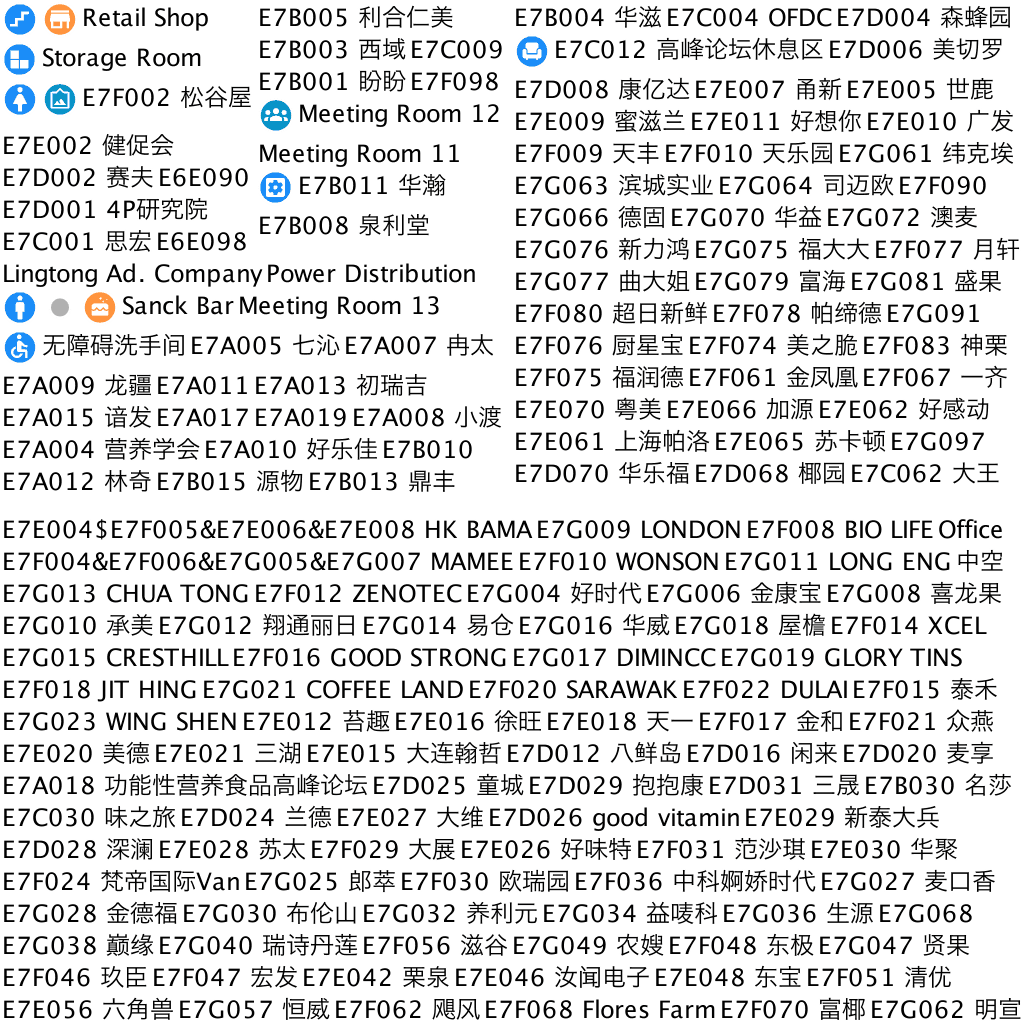 Retail Shop
Storage Room
E7F002 松谷屋
E7E002 健促会
E7D002 赛夫 E6E090
E7D001 4P研究院
E7C001 思宏 E6E098
Lingtong Ad. Company Power Distribution
Sanck Bar Meeting Room 13
无障碍洗手间 E7A005 七沁 E7A007 冉太
E7A009 龙疆 E7A011 E7A013 初瑞吉
E7A015 谙发 E7A017 E7A019 E7A008 小渡
E7A004 营养学会 E7A010 好乐佳 E7B010
E7A012 林奇 E7B015 源物 E7B013 鼎丰
E7B005 利合仁美
E7B003 西域 E7C009
E7B001 盼盼 E7F098
Meeting Room 12
Meeting Room 11
E7B011 华瀚
E7B008 泉利堂
E7B004 华滋 E7C004 OFDC E7D004 森蜂园
E7C012 高峰论坛休息区 E7D006 美切罗
E7D008 康亿达 E7E007 甬新 E7E005 世鹿
E7E009 蜜滋兰 E7E011 好想你 E7E010 广发
E7F009 天丰 E7F010 天乐园 E7G061 纬克埃
E7G063 滨城实业 E7G064 司迈欧 E7F090
E7G066 德固 E7G070 华益 E7G072 澳麦
E7G076 新力鸿 E7G075 福大大 E7F077 月轩
E7G077 曲大姐 E7G079 富海 E7G081 盛果
E7F080 超日新鲜 E7F078 帕缔德 E7G091
E7F076 厨星宝 E7F074 美之脆 E7F083 神栗
E7F075 福润德 E7F061 金凤凰 E7F067 一齐
E7E070 粤美 E7E066 加源 E7E062 好感动
E7E061 上海帕洛 E7E065 苏卡顿 E7G097
E7D070 华乐福 E7D068 椰园 E7C062 大王
E7E004$E7F005&E7E006&E7E008 HK BAMA E7G009 LONDON E7F008 BIO LIFE Office
E7F004&E7F006&E7G005&E7G007 MAMEE E7F010 WONSON E7G011 LONG ENG 中空
E7G013 CHUA TONG E7F012 ZENOTEC E7G004 好时代 E7G006 金康宝 E7G008 喜龙果
E7G010 承美 E7G012 翔通丽日 E7G014 易仓 E7G016 华威 E7G018 屋檐 E7F014 XCEL
E7G015 CRESTHILL E7F016 GOOD STRONG E7G017 DIMINCC E7G019 GLORY TINS
E7F018 JIT HING E7G021 COFFEE LAND E7F020 SARAWAK E7F022 DULAI E7F015 泰禾
E7G023 WING SHEN E7E012 苔趣 E7E016 徐旺 E7E018 天一 E7F017 金和 E7F021 众燕
E7E020 美德 E7E021 三湖 E7E015 大连翰哲 E7D012 八鲜岛 E7D016 闲来 E7D020 麦享
E7A018 功能性营养食品高峰论坛 E7D025 童城 E7D029 抱抱康 E7D031 三晟 E7B030 名莎
E7C030 味之旅 E7D024 兰德 E7E027 大维 E7D026 good vitamin E7E029 新泰大兵
E7D028 深澜 E7E028 苏太 E7F029 大展 E7E026 好味特 E7F031 范沙琪 E7E030 华聚
E7F024 梵帝国际Van E7G025 郎萃 E7F030 欧瑞园 E7F036 中科婀娇时代 E7G027 麦口香
E7G028 金德福 E7G030 布伦山 E7G032 养利元 E7G034 益唛科 E7G036 生源 E7G068
E7G038 巅缘 E7G040 瑞诗丹莲 E7F056 滋谷 E7G049 农嫂 E7F048 东极 E7G047 贤果
E7F046 玖臣 E7F047 宏发 E7E042 栗泉 E7E046 汝闻电子 E7E048 东宝 E7F051 清优
E7E056 六角兽 E7G057 恒威 E7F062 飓风 E7F068 Flores Farm E7F070 富椰 E7G062 明宣